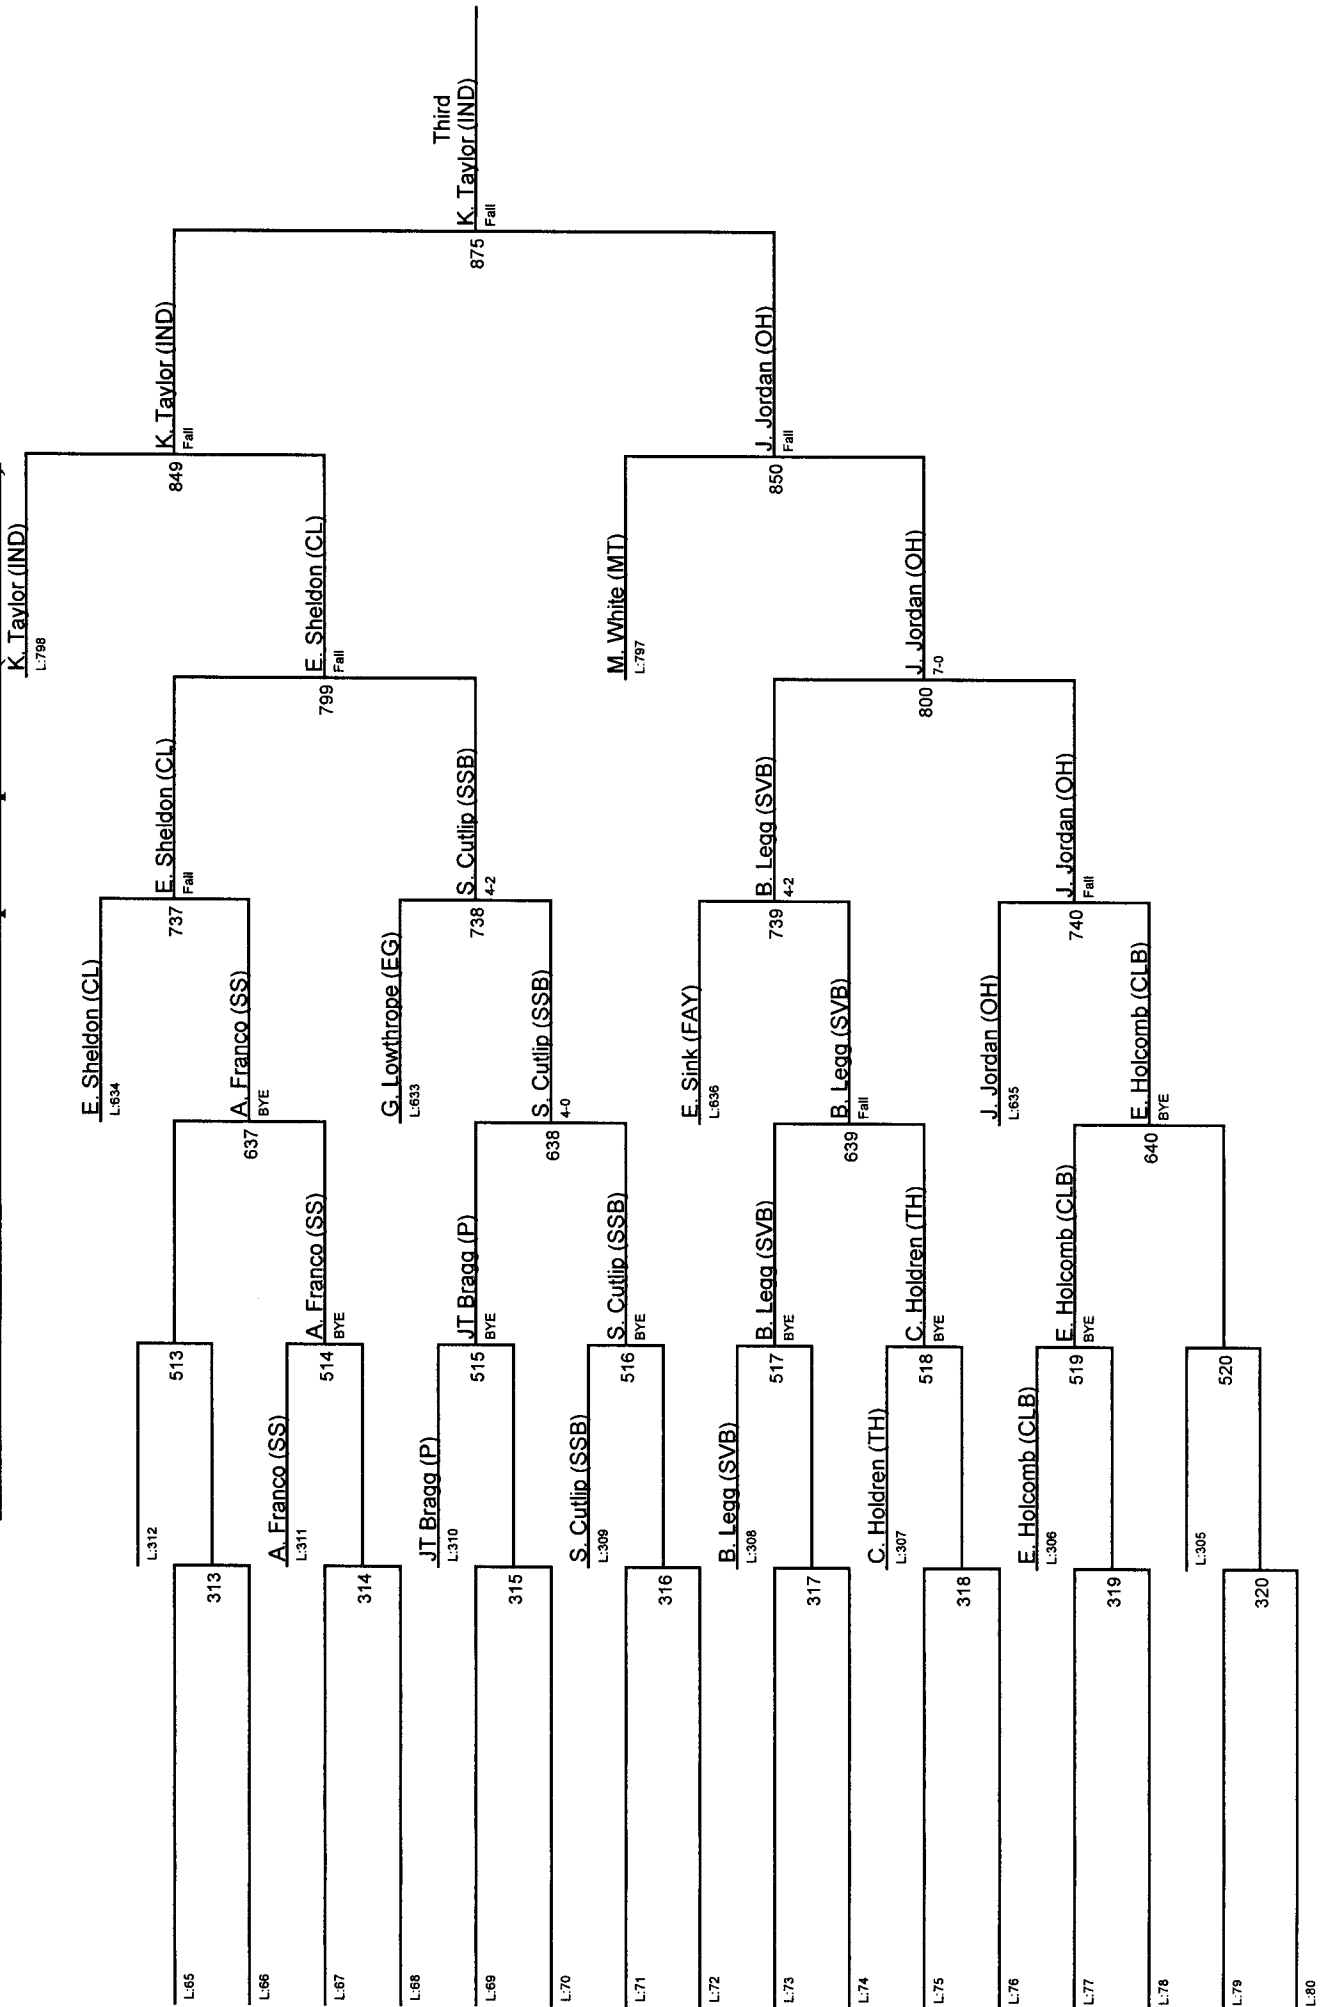 L:65
L:66
L:67
L:68
L:69
L:70
L:71
L:72
L:73
L:74
L:75
L:76
L:77
L:78
L:79
L:80
313
314
315
316
317
318
319
320
L:312
A. Franco (SS)
L:311
JT Bragg (P)
L:310
S. Cutlip (SSB)
L:309
B. Legg (SVB)
L:308
C. Holdren (TH)
L:307
E. Holcomb (CLB)
L:306
L:305
513
514
515
516
517
518
519
520
A. Franco (SS)
BYE
JT Bragg (P)
BYE
S. Cutlip (SSB)
BYE
B. Legg (SVB)
BYE
C. Holdren (TH)
BYE
E. Holcomb (CLB)
BYE
637
638
639
640
E. Sheldon (CL)
L:634
A. Franco (SS)
BYE
G. Lowthrope (EG)
L:633
S. Cutlip (SSB)
4-0
E. Sink (FAY)
L:636
B. Legg (SVB)
Fall
J. Jordan (OH)
L:635
E. Holcomb (CLB)
BYE
737
738
739
740
E. Sheldon (CL)
Fall
S. Cutlip (SSB)
4-2
B. Legg (SVB)
4-2
J. Jordan (OH)
Fall
799
800
K. Taylor (IND)
L:798
E. Sheldon (CL)
Fall
M. White (MT)
L:797
J. Jordan (OH)
7-0
849
850
K. Taylor (IND)
Fall
J. Jordan (OH)
Fall
875
Third
K. Taylor (IND)
Fall